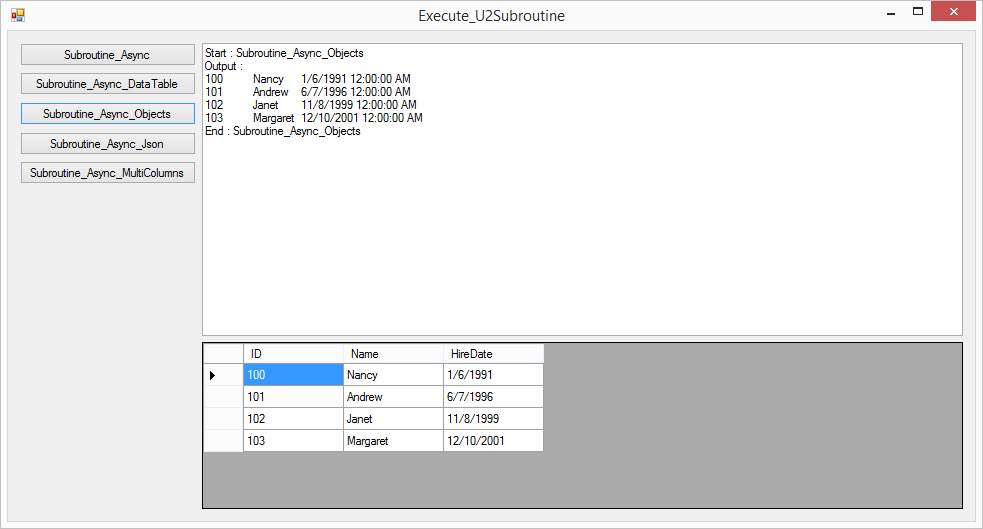 Execute_U2Subroutine
Subroutine_Async
Subroutine_Async_DataTable
Subroutine_Async_Objects
Subroutine_Async_Json
Subroutine_Async_MultiColumns
Start : Subroutine_Async_Objects
Output :
100 Nancy 1/6/1991 12:00:00 AM
101 Andrew 6/7/1996 12:00:00 AM
102 Janet 11/8/1999 12:00:00 AM
103 Margaret 12/10/2001 12:00:00 AM
End : Subroutine_Async_Objects
ID Name HireDate
100 Nancy 1/6/1991
101 Andrew 6/7/1996
102 Janet 11/8/1999
103 Margaret 12/10/2001